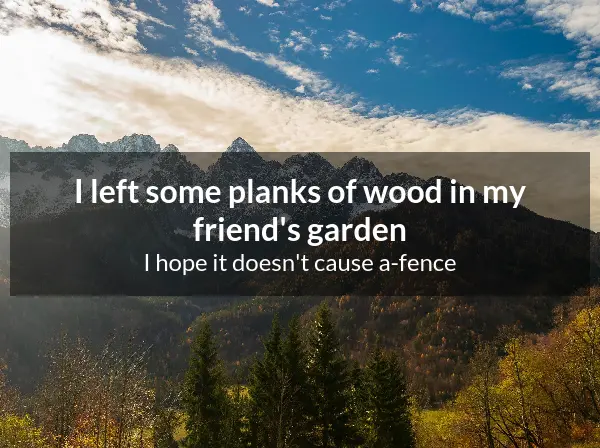 I left some planks of wood in my
friend's garden
I hope it doesn't cause a-fence